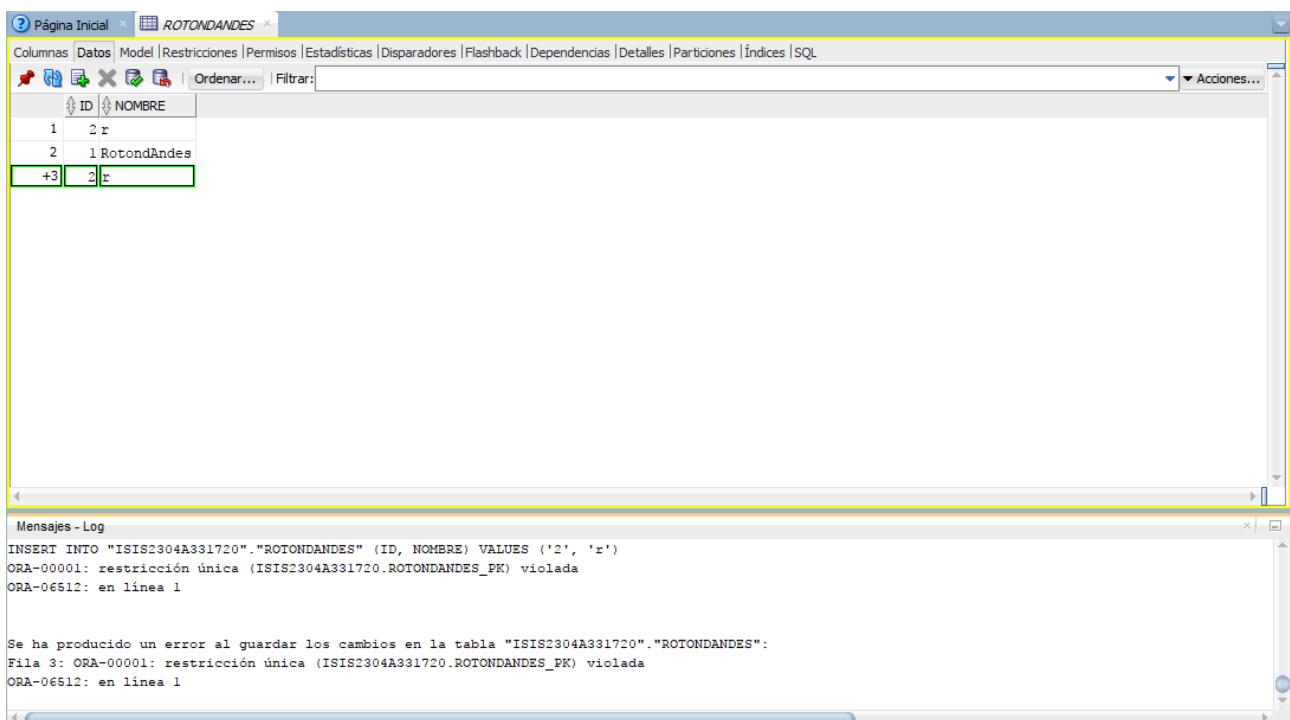 Página Inicial ROTONDANDES
Columnas Datos Model Restricciones Permisos Estadísticas Disparadores Flashback Dependencias Detalles Particiones Índices SQL
Ordenar... Filtrar: Acciones...
ID NOMBRE
1 2 r
2 1 RotondAndes
+3 2 r
Mensajes - Log
INSERT INTO "ISIS2304A331720"."ROTONDANDES" (ID, NOMBRE) VALUES ('2', 'r')
ORA-00001: restricción única (ISIS2304A331720.ROTONDANDES_PK) violada
ORA-06512: en línea 1
Se ha producido un error al guardar los cambios en la tabla "ISIS2304A331720"."ROTONDANDES":
Fila 3: ORA-00001: restricción única (ISIS2304A331720.ROTONDANDES_PK) violada
ORA-06512: en línea 1